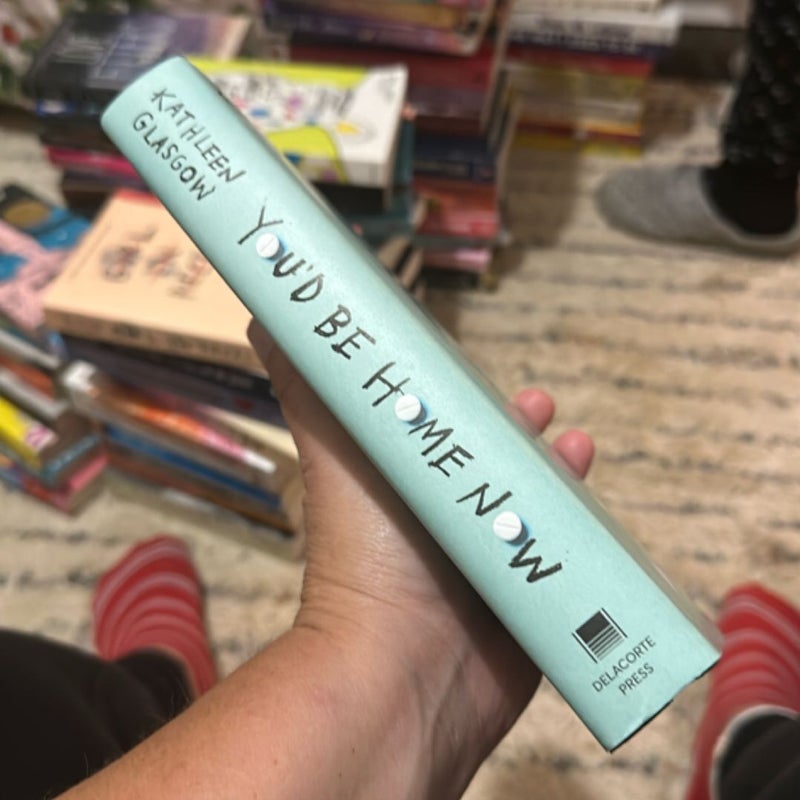 KATHLEEN
GLASGOW
YOU'D BE HOME NOW
DELACORTE
PRESS